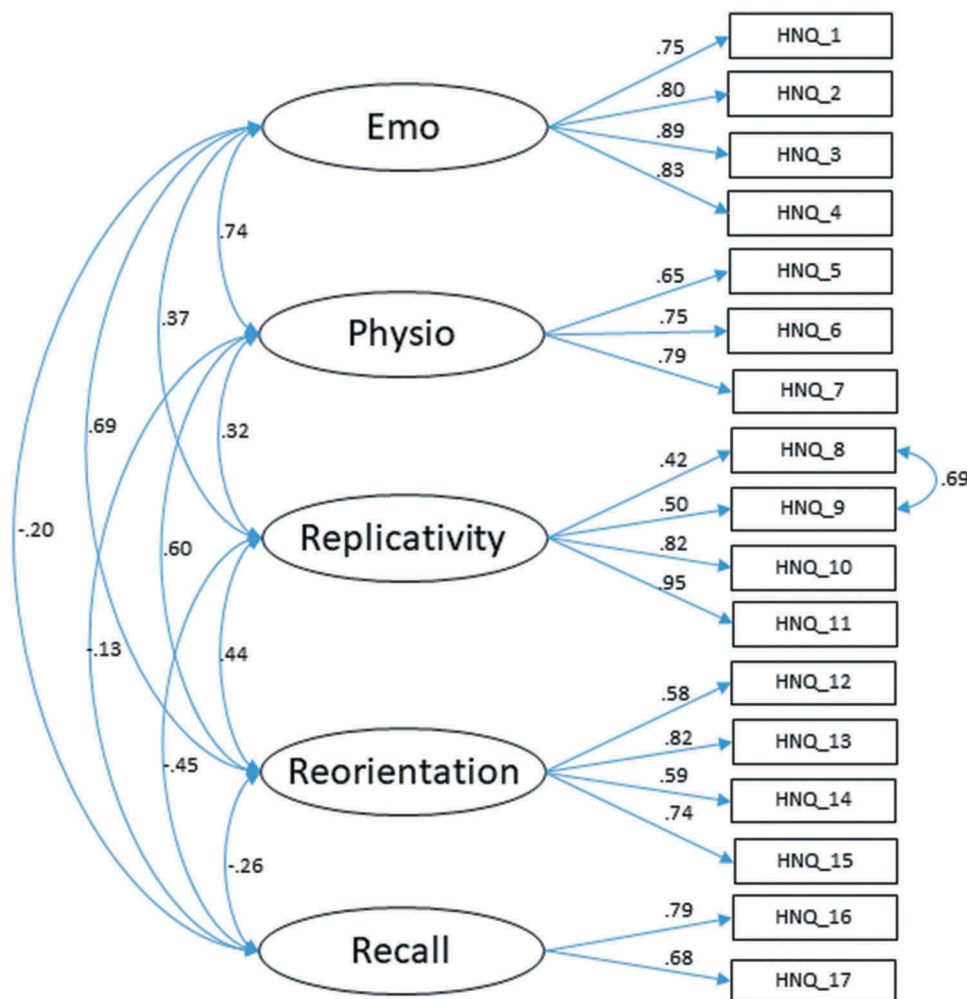 HNQ_1
.75
HNQ_2
.80
Emo
.89
HNQ_3
.83
HNQ_4
.74
.65
HNQ_5
.37
.75
HNQ_6
Physio
.79
HNQ_7
.69
.32
.42
HNQ_8
.69
.50
HNQ_9
-.20
Replicativity
.60
.82
HNQ_10
.95
HNQ_11
-.13
.44
.58
HNQ_12
.82
HNQ_13
-.45
Reorientation
.59
HNQ_14
.74
HNQ_15
-.26
.79
HNQ_16
Recall
.68
HNQ_17